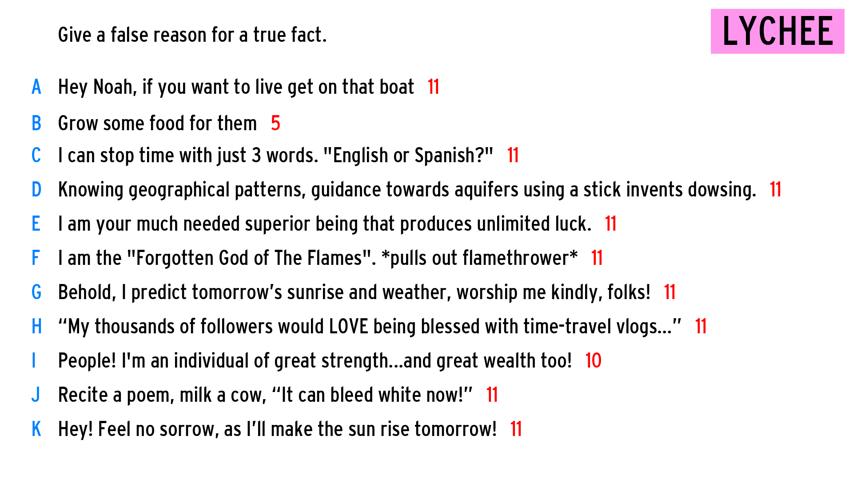 Give a false reason for a true fact.
LYCHEE
A Hey Noah, if you want to live get on that boat 11
B Grow some food for them 5
C I can stop time with just 3 words. "English or Spanish?" 11
D Knowing geographical patterns, guidance towards aquifers using a stick invents dowsing. 11
E I am your much needed superior being that produces unlimited luck. 11
F I am the "Forgotten God of The Flames". *pulls out flamethrower* 11
G Behold, I predict tomorrow’s sunrise and weather, worship me kindly, folks! 11
H “My thousands of followers would LOVE being blessed with time-travel vlogs...” 11
I People! I'm an individual of great strength...and great wealth too! 10
J Recite a poem, milk a cow, “It can bleed white now!” 11
K Hey! Feel no sorrow, as I’ll make the sun rise tomorrow! 11